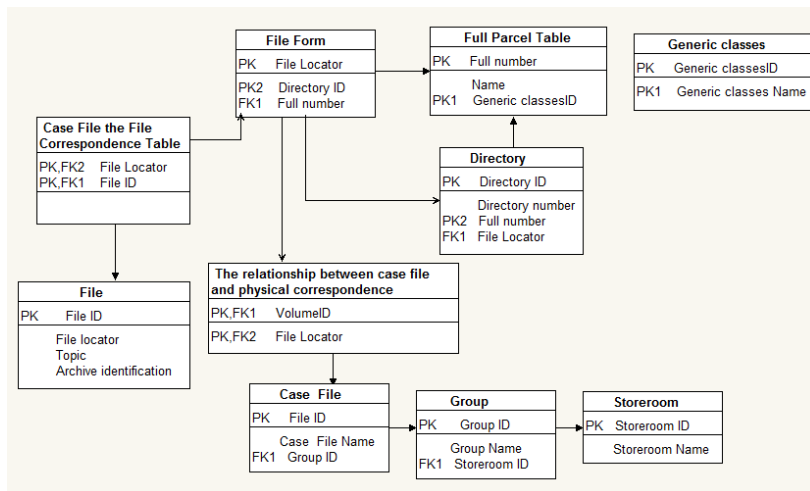 File Form
PK File Locator
PK2 Directory ID
FK1 Full number
Full Parcel Table
PK Full number
Name
PK1 Generic classesID
Generic classes
PK Generic classesID
PK1 Generic classes Name
Case File the File
Correspondence Table
PK,FK2 File Locator
PK,FK1 File ID
Directory
PK Directory ID
Directory number
PK2 Full number
FK1 File Locator
The relationship between case file
and physical correspondence
PK,FK1 VolumeID
PK,FK2 File Locator
File
PK File ID
File locator
Topic
Archive identification
Case File
PK File ID
Case File Name
FK1 Group ID
Group
PK Group ID
Group Name
FK1 Storeroom ID
Storeroom
PK Storeroom ID
Storeroom Name